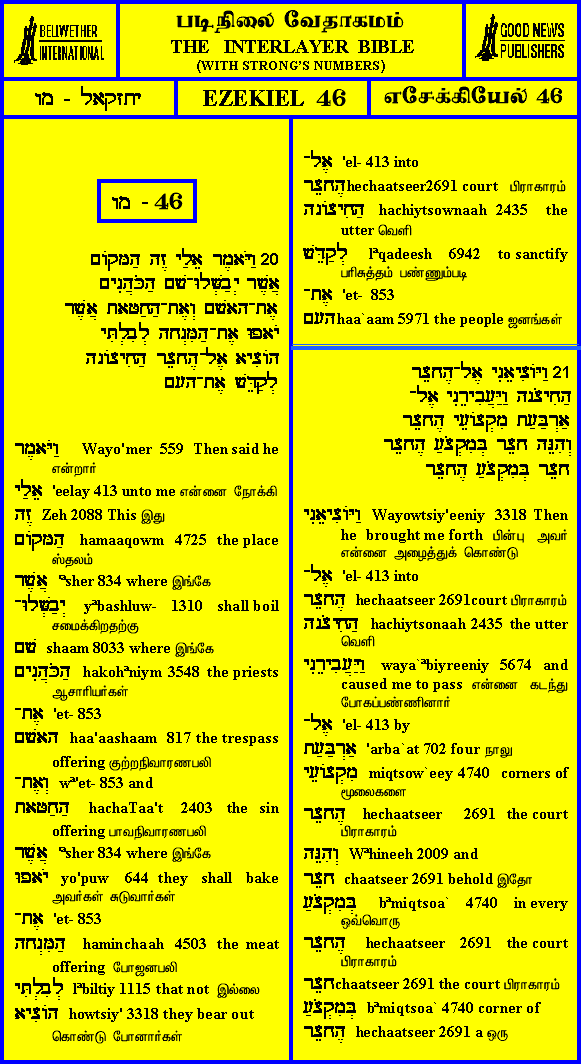 BELLWETHER
INTERNATIONAL
படிநிலை வேதாகமம்
THE INTERLAYER BIBLE
(WITH STRONG'S NUMBERS)
GOOD NEWS
PUBLISHERS
יחזקאל - מו
EZEKIEL 46
எசேக்கியேல் 46
מו - 46
20 וַיֹּאמֶר אֵלַי זֶה הַמָּקוֹם
אֲשֶׁר יְבַשְּׁלוּ־שָׁם הַכֹּהֲנִים
אֶת־הָאָשָׁם וְאֶת־הַחַטָּאת אֲשֶׁר
יֹאפוּ אֶת־הַמִּנְחָה לְבִלְתִּי
הוֹצִיא אֶל־הֶחָצֵר הַחִיצוֹנָה
לְקַדֵּשׁ אֶת־הָעָם
וַיֹּאמֶר Wayo'mer 559 Then said he
என்றார்
אֵלַי 'eelay 413 unto me என்னை நோக்கி
זֶה Zeh 2088 This இது
הַמָּקוֹם hamaaqowm 4725 the place
ஸ்தலம்
אֲשֶׁר ªsher 834 where இங்கே
יְבַשְּׁלוּ־ yªbashluw- 1310 shall boil
சமைக்கிறதற்கு
שָׁם shaam 8033 where இங்கே
הַכֹּהֲנִים hakohªniym 3548 the priests
ஆசாரியர்கள்
אֶת־ 'et- 853
הָאָשָׁם haa'aashaam 817 the trespass
offering குற்றநிவாரணபலி
וְאֶת־ wª'et- 853 and
הַחַטָּאת hachaTaa't 2403 the sin
offering பாவநிவாரணபலி
אֲשֶׁר ªsher 834 where இங்கே
יֹאפוּ yo'puw 644 they shall bake
அவர்கள் சுடுவார்கள்
אֶת־ 'et- 853
הַמִּנְחָה haminchaah 4503 the meat
offering போஜனபலி
לְבִלְתִּי lªbiltiy 1115 that not இல்லை
הוֹצִיא howtsiy' 3318 they bear out
கொண்டு போனார்கள்
אֶל־ 'el- 413 into
הֶחָצֵר hechaatseer2691 court பிராகாரம்
הַחִיצוֹנָה hachiytsownaah 2435 the
utter வெளி
לְקַדֵּשׁ lªqadeesh 6942 to sanctify
பரிசுத்தம் பண்ணும்படி
אֶת־ 'et- 853
הָעָם haa`aam 5971 the people ஜனங்கள்
21 וַיּוֹצִיאֵנִי אֶל־הֶחָצֵר
הַחִיצֹנָה וַיַּעֲבִירֵנִי אֶל־
אַרְבַּעַת מִקְצוֹעֵי הֶחָצֵר
וְהִנֵּה חָצֵר בְּמִקְצֹעַ הֶחָצֵר
חָצֵר בְּמִקְצֹעַ הֶחָצֵר
וַיּוֹצִיאֵנִי Wayowtsiy'eeniy 3318 Then
he brought me forth பின்பு அவர்
என்னை அழைத்துக் கொண்டு
אֶל־ 'el- 413 into
הֶחָצֵר hechaatseer 2691court பிராகாரம்
הַחִיצֹנָה hachiytsonaah 2435 the utter
வெளி
וַיַּעֲבִירֵנִי waya`ªbiyreeniy 5674 and
caused me to pass என்னை கடந்து
போகப்பண்ணினார்
אֶל־ 'el- 413 by
אַרְבַּעַת 'arba`at 702 four நாலு
מִקְצוֹעֵי miqtsow`eey 4740 corners of
மூலைகளை
הֶחָצֵר hechaatseer 2691 the court
பிராகாரம்
וְהִנֵּה Wªhineeh 2009 and
חָצֵר chaatseer 2691 behold இதோ
בְּמִקְצֹעַ bªmiqtsoa` 4740 in every
ஒவ்வொரு
הֶחָצֵר hechaatseer 2691 the court
பிராகாரம்
חָצֵר chaatseer 2691 the court பிராகாரம்
בְּמִקְצֹעַ bªmiqtsoa` 4740 corner of
הֶחָצֵר hechaatseer 2691 a ஒரு